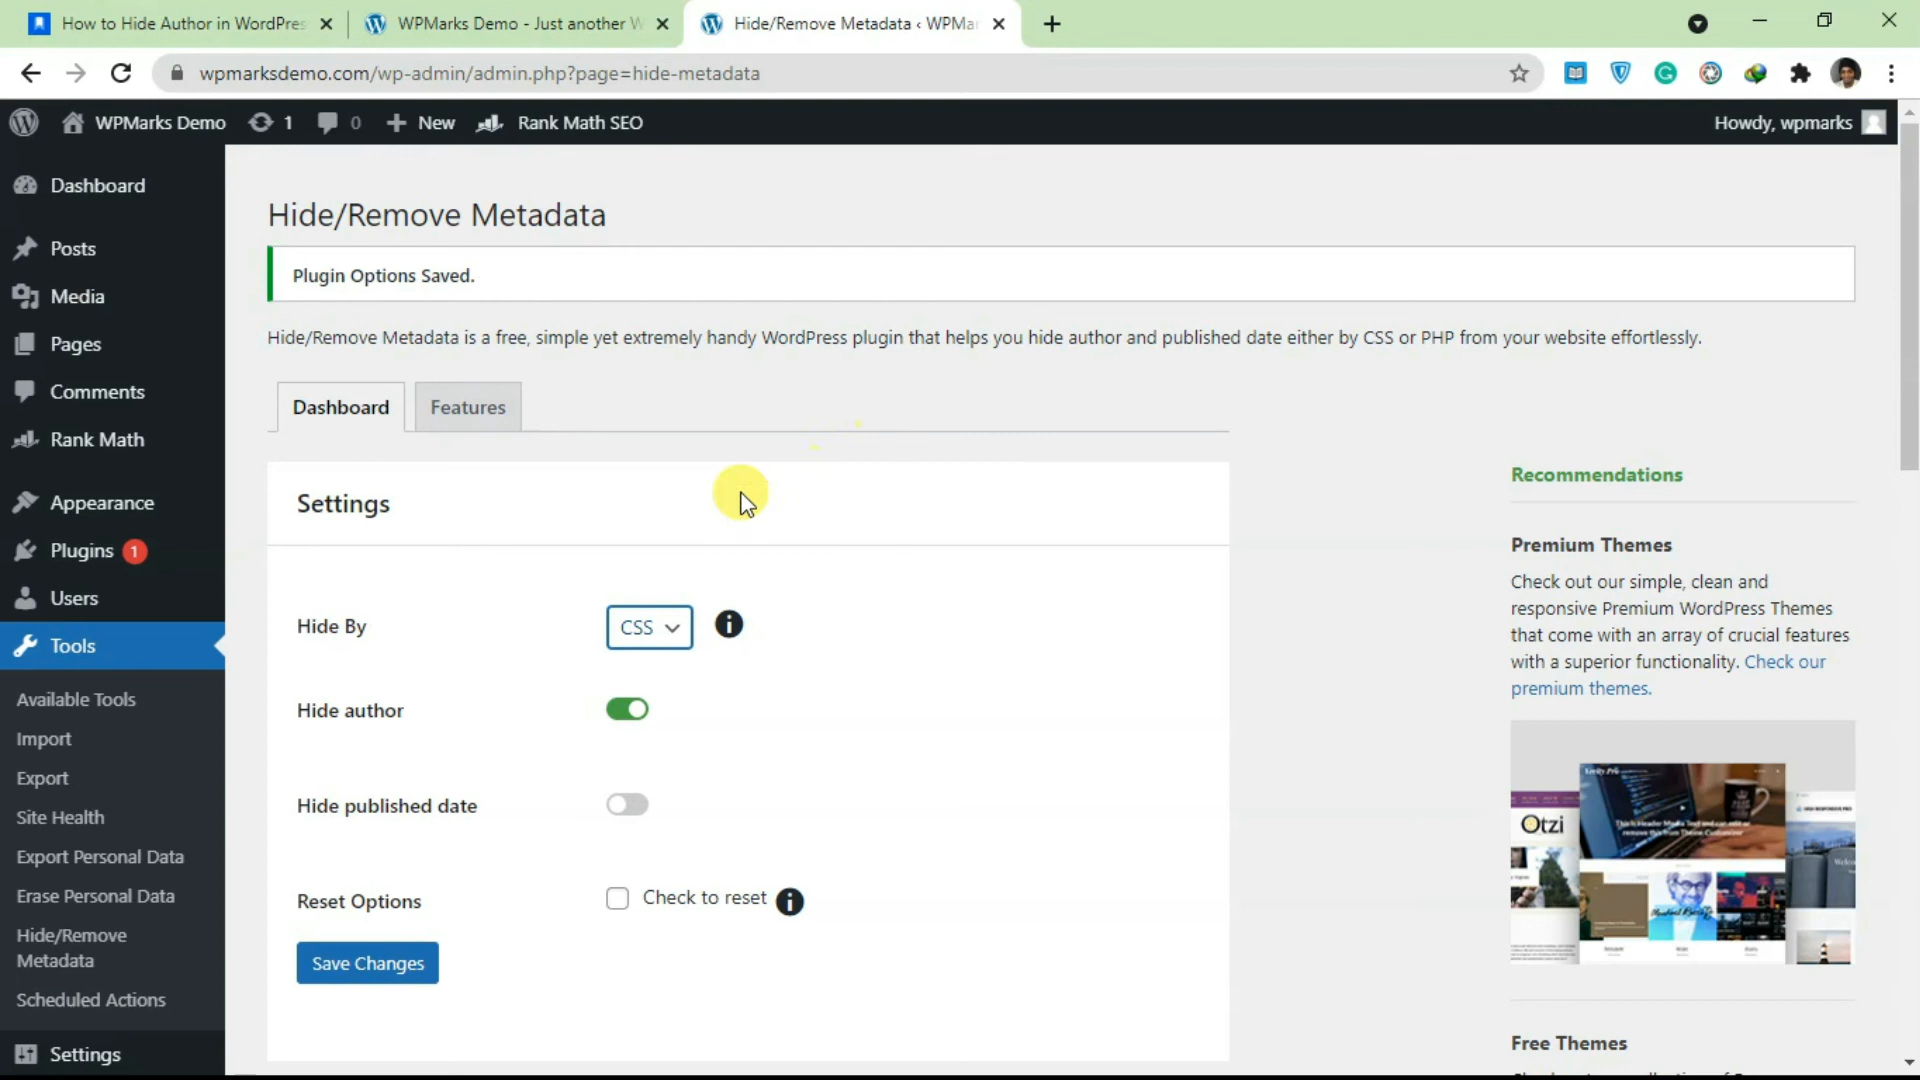 How to Hide Author in WordPres
WPMarks Demo - Just another W
Hide/Remove Metadata ‹ WPMar
wpmarksdemo.com/wp-admin/admin.php?page=hide-metadata
WPMarks Demo
1
0
New
Rank Math SEO
Howdy, wpmarks
Dashboard
Posts
Media
Pages
Comments
Rank Math
Appearance
Plugins 1
Users
Tools
Available Tools
Import
Export
Site Health
Export Personal Data
Erase Personal Data
Hide/Remove
Metadata
Scheduled Actions
Settings
Hide/Remove Metadata
Plugin Options Saved.
Hide/Remove Metadata is a free, simple yet extremely handy WordPress plugin that helps you hide author and published date either by CSS or PHP from your website effortlessly.
Dashboard
Features
Settings
Hide By
CSS
Hide author
Hide published date
Reset Options
Check to reset
Save Changes
Recommendations
Premium Themes
Check out our simple, clean and
responsive Premium WordPress Themes
that come with an array of crucial features
with a superior functionality. Check our
premium themes.
Otzi
Free Themes